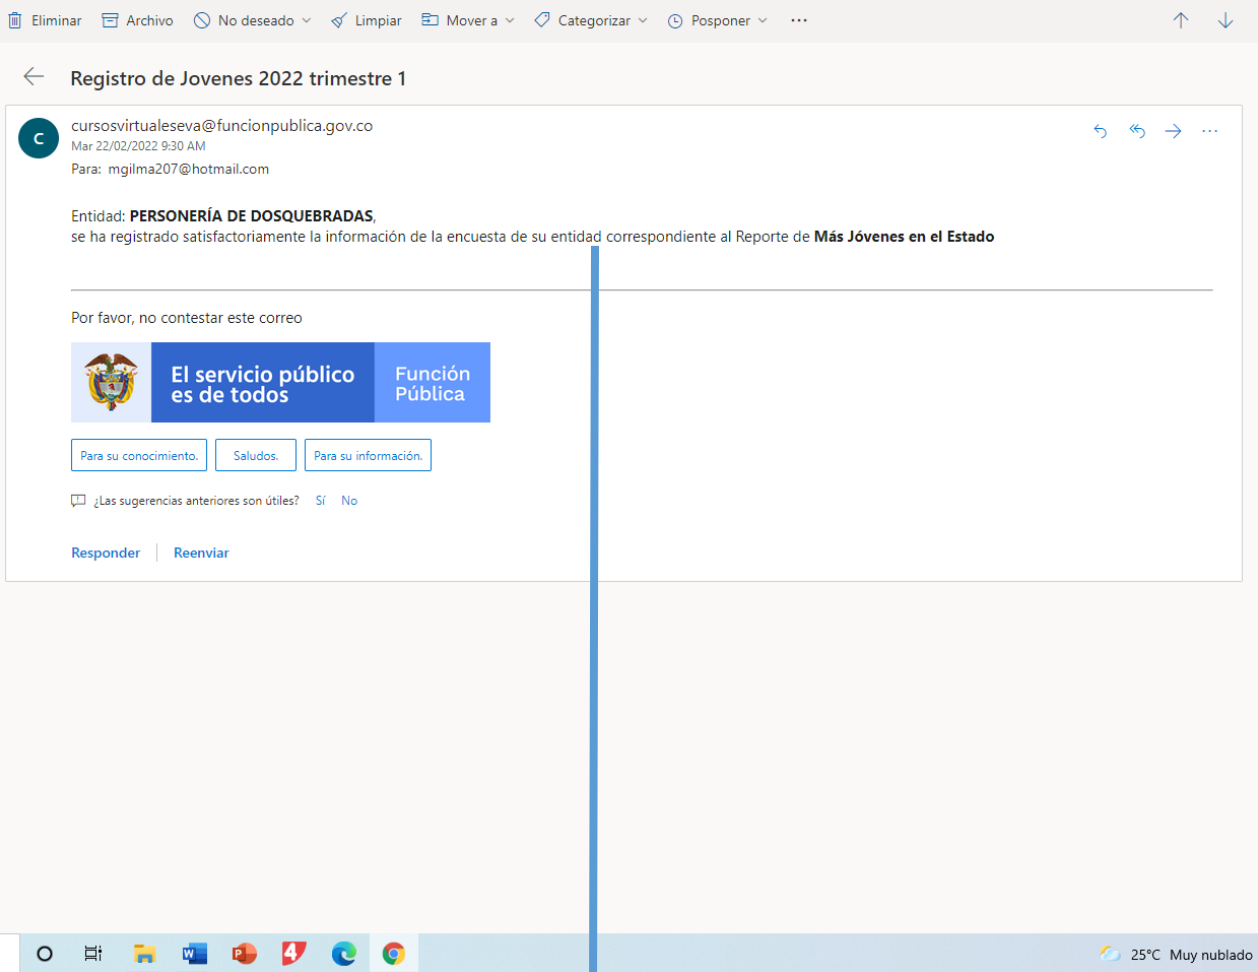 Eliminar Archivo No deseado Limpiar Mover a Categorizar Posponer ...
Registro de Jovenes 2022 trimestre 1
C
cursosvirtualeseva@funcionpublica.gov.co
Mar 22/02/2022 9:30 AM
Para: mgilma207@hotmail.com
Entidad: PERSONERÍA DE DOSQUEBRADAS,
se ha registrado satisfactoriamente la información de la encuesta de su entidad correspondiente al Reporte de Más Jóvenes en el Estado
Por favor, no contestar este correo
El servicio público
es de todos
Función
Pública
Para su conocimiento. Saludos. Para su información.
¿Las sugerencias anteriores son útiles? Sí No
Responder Reenviar
25°C Muy nublado